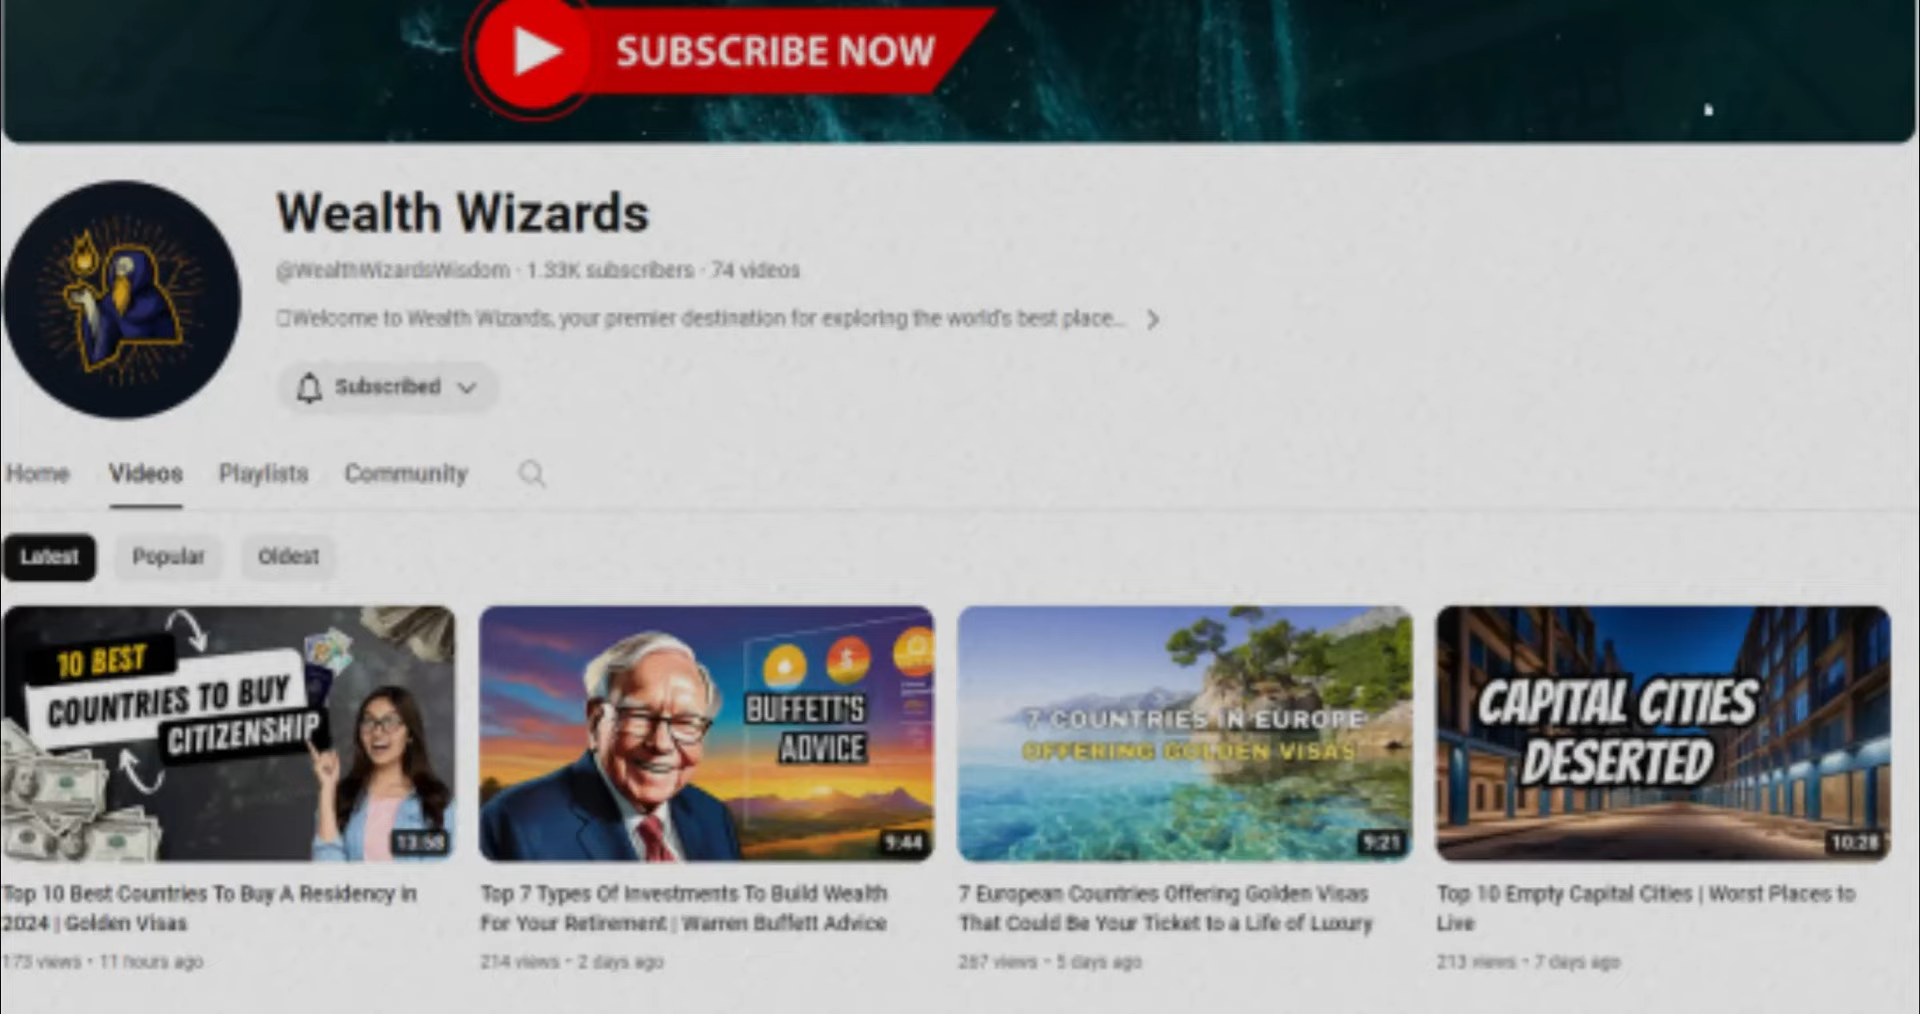 SUBSCRIBE NOW
Wealth Wizards
@WealthWizardsWisdom · 1.33K subscribers · 74 videos
Welcome to Wealth Wizards, your premier destination for exploring the world's best place...
Subscribed
Home Videos Playlists Community
Latest Popular Oldest
10 BEST
COUNTRIES TO BUY
CITIZENSHIP
13:58
BUFFETT'S
ADVICE
9:44
7 COUNTRIES IN EUROPE
OFFERING GOLDEN VISAS
9:21
CAPITAL CITIES
DESERTED
10:28
Top 10 Best Countries To Buy A Residency in
2024 | Golden Visas
173 views • 11 hours ago
Top 7 Types Of Investments To Build Wealth
For Your Retirement | Warren Buffett Advice
214 views • 2 days ago
7 European Countries Offering Golden Visas
That Could Be Your Ticket to a Life of Luxury
267 views • 5 days ago
Top 10 Empty Capital Cities | Worst Places to
Live
213 views • 7 days ago